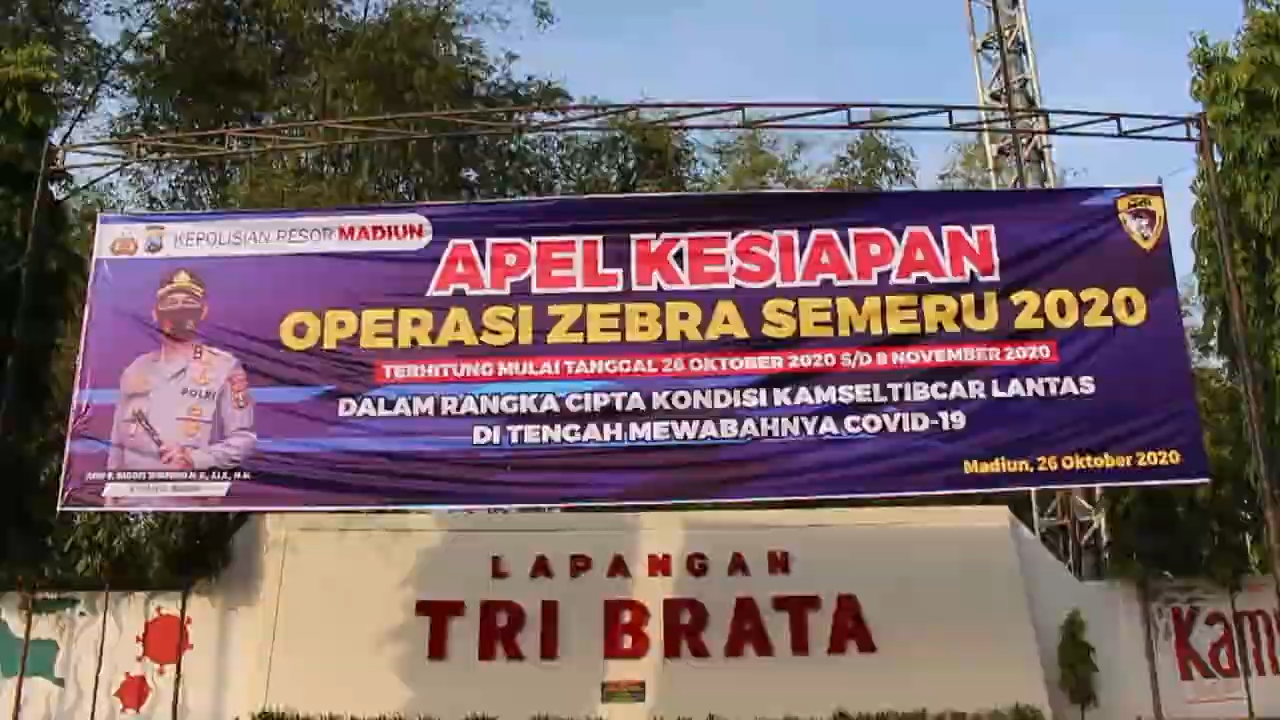 KEPOLISIAN RESOR MADIUN
APEL KESIAPAN
OPERASI ZEBRA SEMERU 2020
TERHITUNG MULAI TANGGAL 26 OKTOBER 2020 S/D 8 NOVEMBER 2020
DALAM RANGKA CIPTA KONDISI KAMSELTIBCAR LANTAS
DI TENGAH MEWABAHNYA COVID-19
Madiun, 26 Oktober 2020
POLRI
LAPANGAN
TRI BRATA